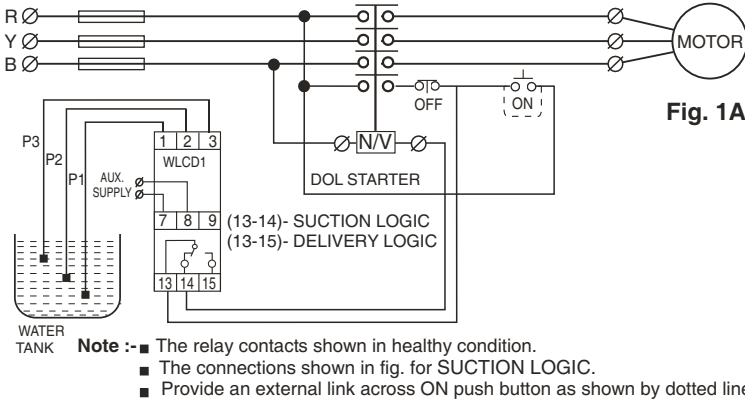 R
Y
B
MOTOR
OFF
ON
Fig. 1A
P3
P2
P1
1 2 3
WLCD1
N/V
AUX.
SUPPLY
DOL STARTER
7 8 9
(13-14)- SUCTION LOGIC
(13-15)- DELIVERY LOGIC
13 14 15
WATER
TANK
Note :- ■ The relay contacts shown in healthy condition.
■ The connections shown in fig. for SUCTION LOGIC.
■ Provide an external link across ON push button as shown by dotted line